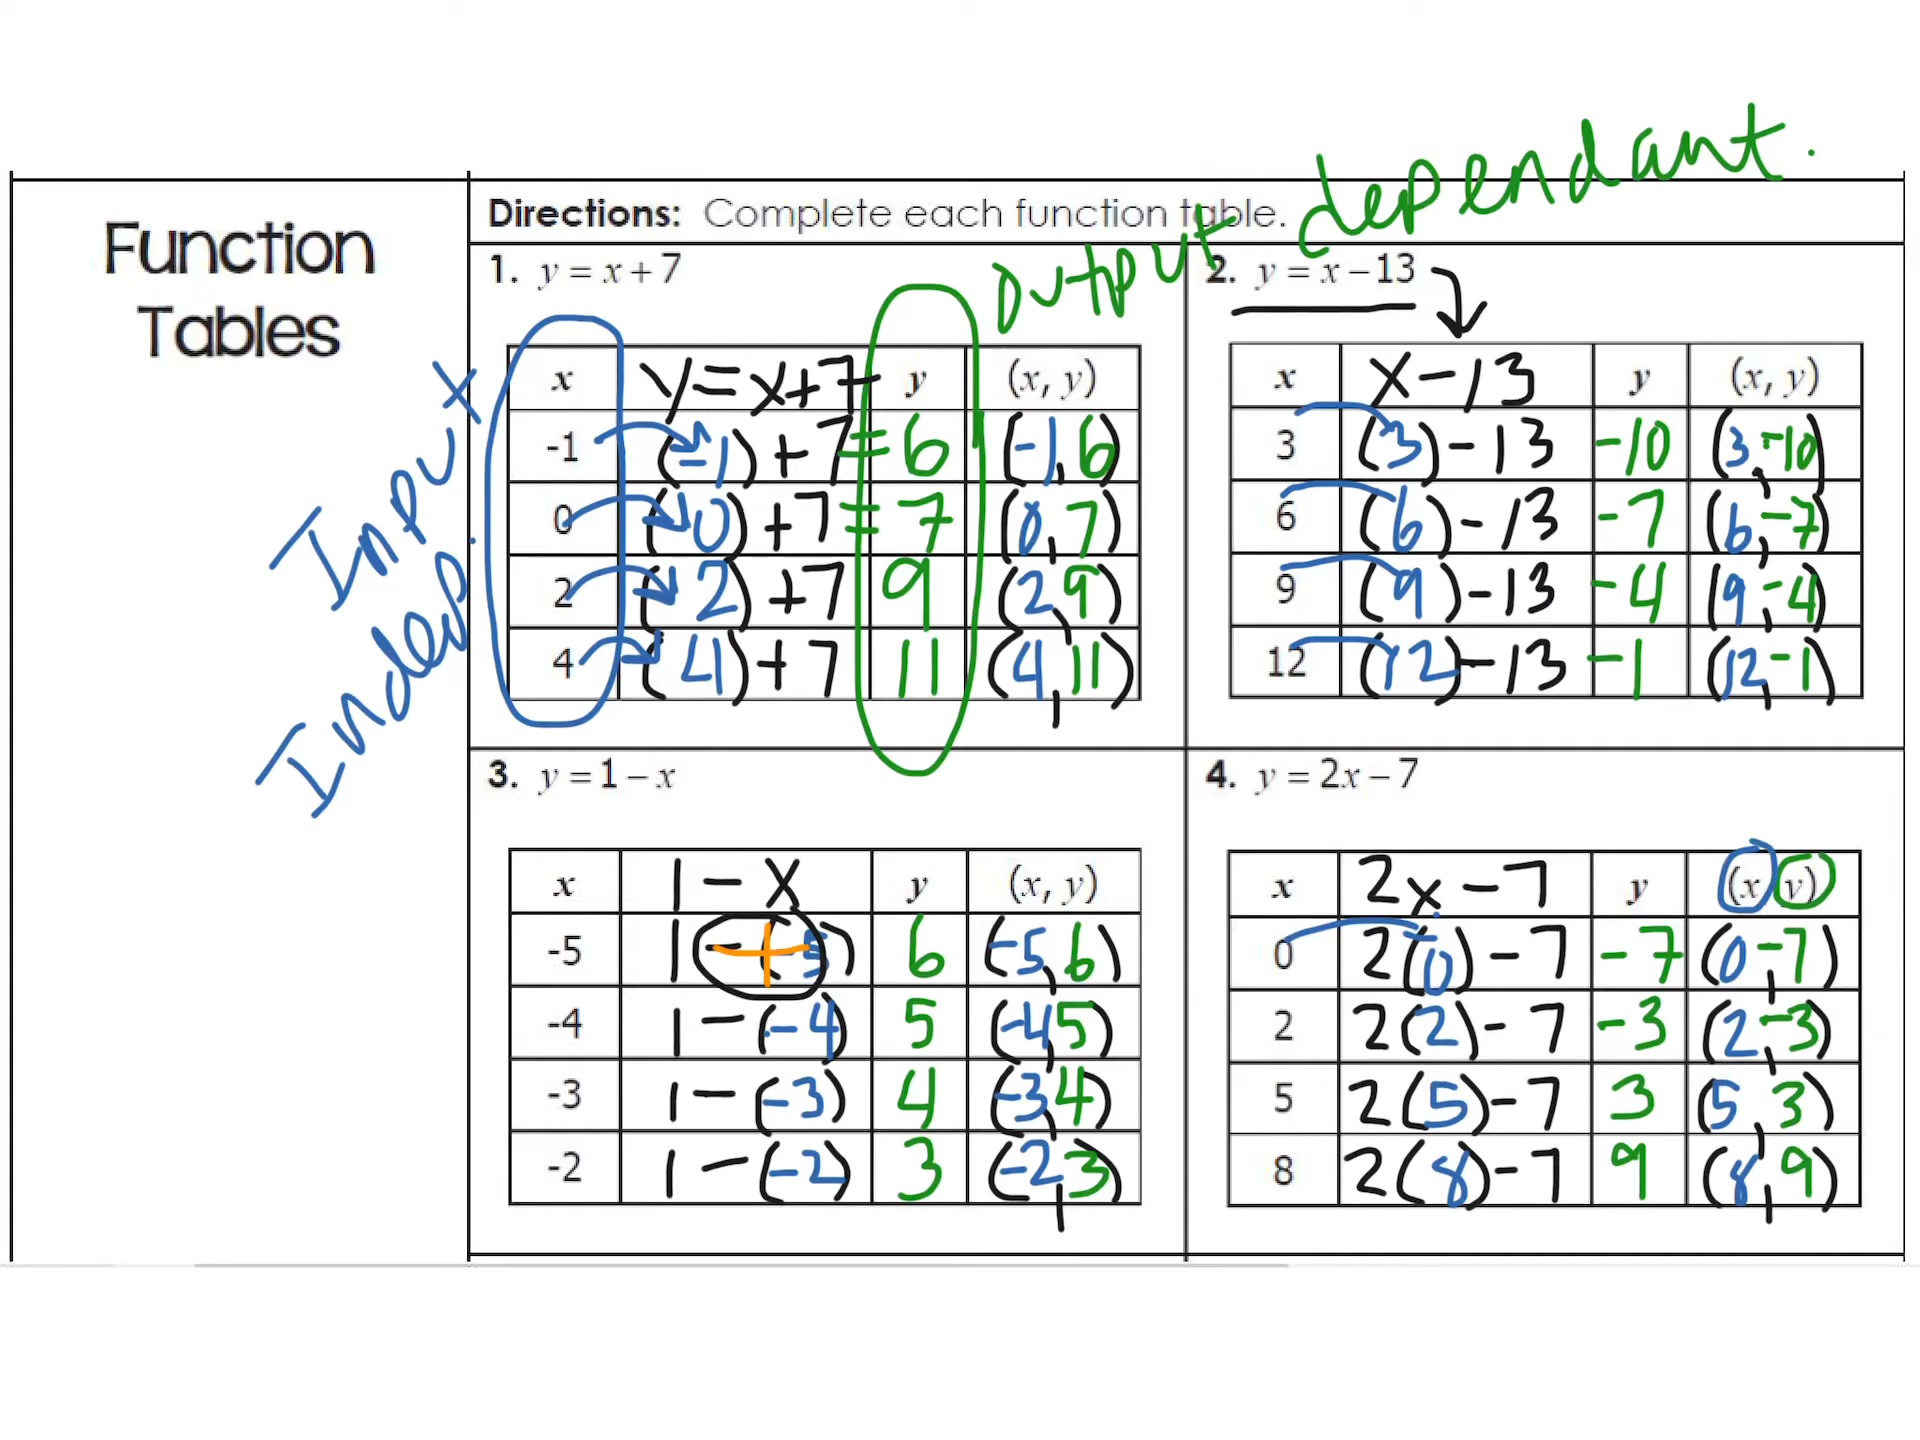 Function
Tables
Input
Indep.
Directions: Complete each function table.
output dependant.
1. y = x + 7
x y = x + 7 y (x, y)
-1 (-1) + 7 = 6 (-1, 6)
0 (0) + 7 = 7 (0, 7)
2 (2) + 7 9 (2, 9)
4 (4) + 7 11 (4, 11)
2. y = x − 13
x x − 13 y (x, y)
3 (3) − 13 −10 (3, −10)
6 (6) − 13 −7 (6, −7)
9 (9) − 13 −4 (9, −4)
12 (12) − 13 −1 (12, −1)
3. y = 1 − x
x 1 − x y (x, y)
-5 1 − (−5) 6 (−5, 6)
-4 1 − (−4) 5 (−4, 5)
-3 1 − (−3) 4 (−3, 4)
-2 1 − (−2) 3 (−2, 3)
4. y = 2x − 7
x 2x − 7 y (x, y)
0 2(0) − 7 −7 (0, −7)
2 2(2) − 7 −3 (2, −3)
5 2(5) − 7 3 (5, 3)
8 2(8) − 7 9 (8, 9)